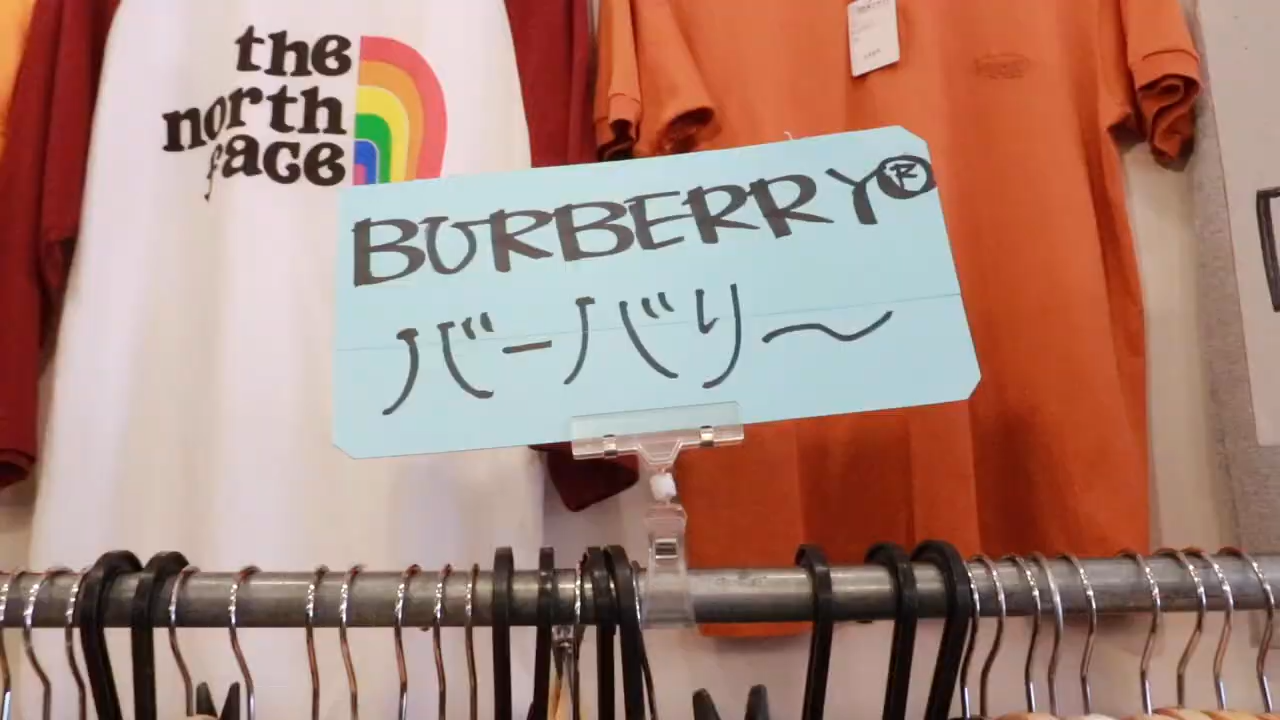 the
north
face
BURBERRY®
バーバリ〜